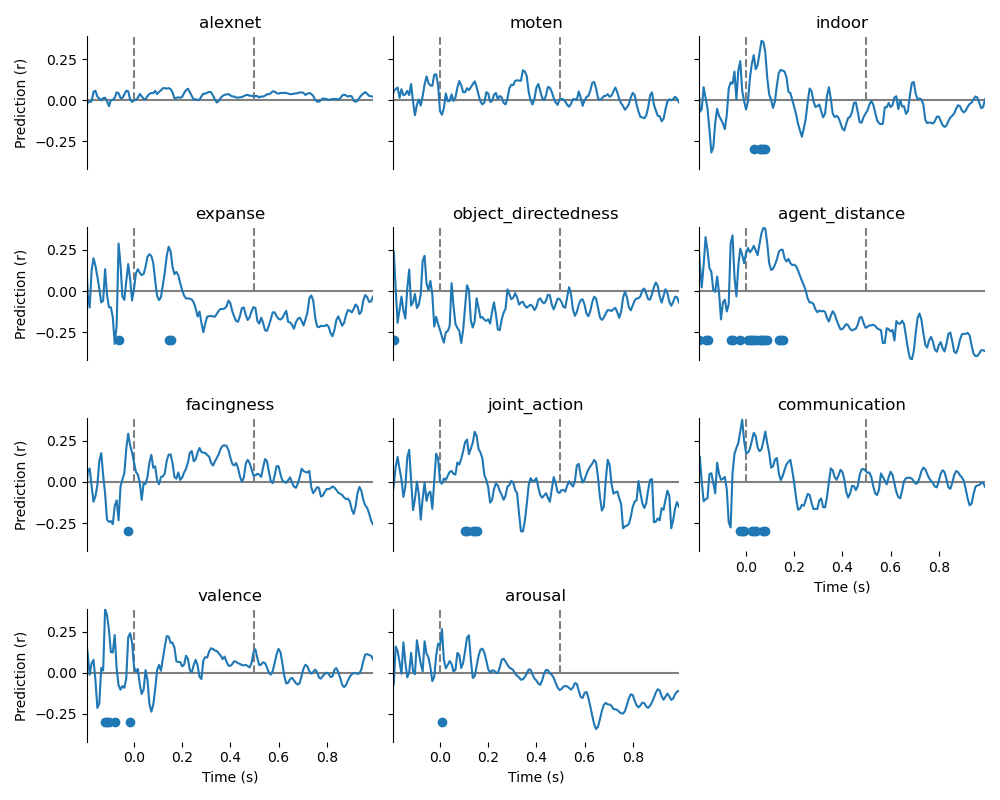 alexnet
moten
indoor
Prediction (r)
0.25
0.00
−0.25
expanse
object_directedness
agent_distance
Prediction (r)
0.25
0.00
−0.25
facingness
joint_action
communication
Prediction (r)
0.25
0.00
−0.25
0.0 0.2 0.4 0.6 0.8
Time (s)
valence
arousal
Prediction (r)
0.25
0.00
−0.25
0.0 0.2 0.4 0.6 0.8
0.0 0.2 0.4 0.6 0.8
Time (s)
Time (s)